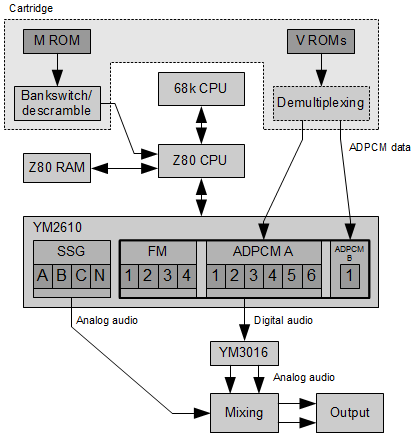 Cartridge
M ROM
V ROMs
Bankswitch/
descramble
68k CPU
Demultiplexing
ADPCM data
Z80 RAM
Z80 CPU
YM2610
SSG
A B C N
FM
1 2 3 4
ADPCM A
1 2 3 4 5 6
ADPCM
B
1
Analog audio
Digital audio
YM3016
Analog audio
Mixing
Output